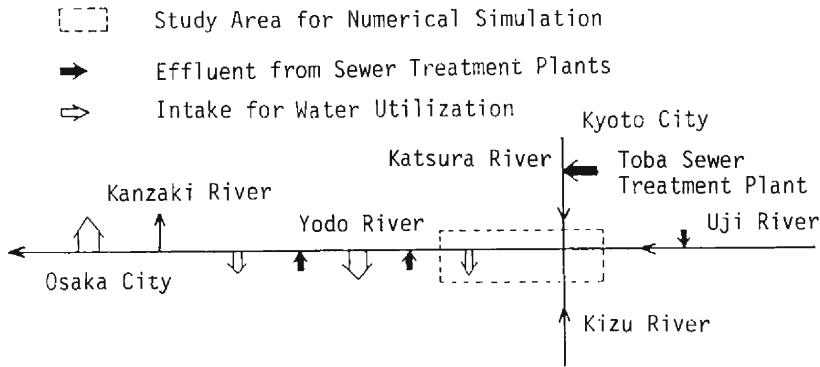 Study Area for Numerical Simulation
Effluent from Sewer Treatment Plants
Intake for Water Utilization
Kyoto City
Katsura River
Toba Sewer
Treatment Plant
Kanzaki River
Yodo River
Uji River
Osaka City
Kizu River